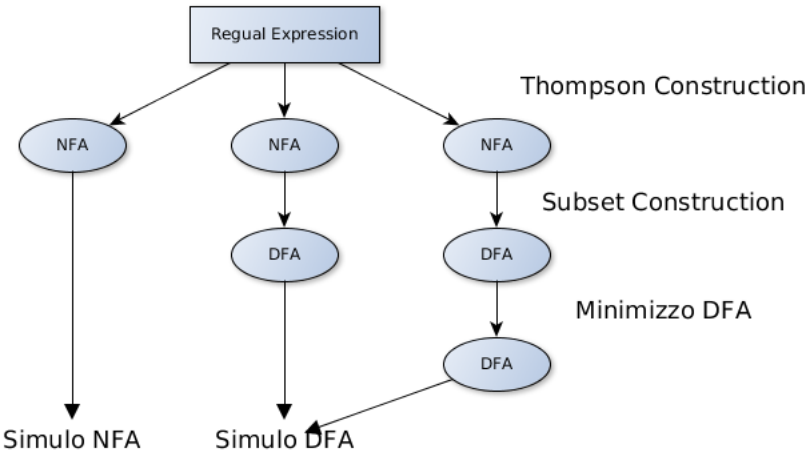 Regual Expression
Thompson Construction
NFA
NFA
NFA
Subset Construction
DFA
DFA
Minimizzo DFA
DFA
Simulo NFA
Simulo DFA